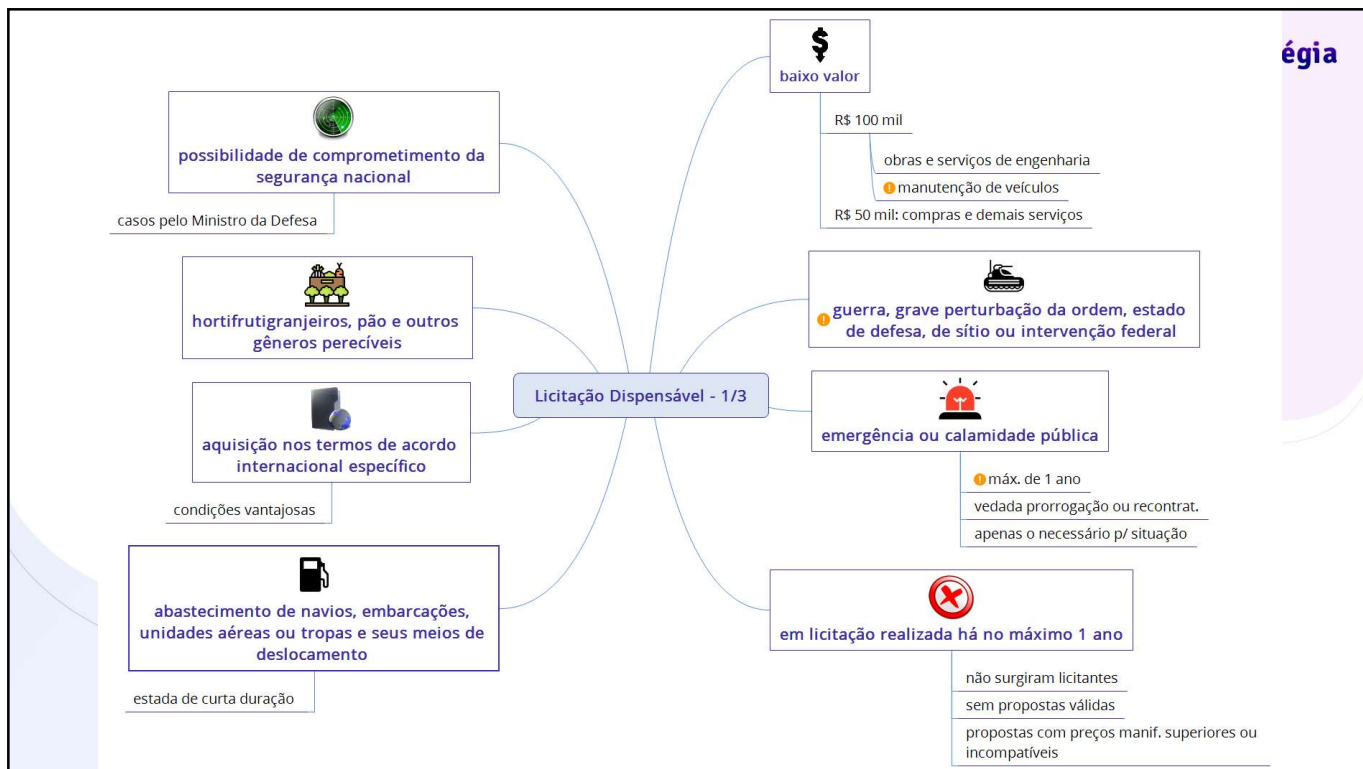 égia
Licitação Dispensável - 1/3
baixo valor
R$ 100 mil
obras e serviços de engenharia
manutenção de veículos
R$ 50 mil: compras e demais serviços
guerra, grave perturbação da ordem, estado
de defesa, de sítio ou intervenção federal
emergência ou calamidade pública
máx. de 1 ano
vedada prorrogação ou recontrat.
apenas o necessário p/ situação
em licitação realizada há no máximo 1 ano
não surgiram licitantes
sem propostas válidas
propostas com preços manif. superiores ou
incompatíveis
possibilidade de comprometimento da
segurança nacional
casos pelo Ministro da Defesa
hortifrutigranjeiros, pão e outros
gêneros perecíveis
aquisição nos termos de acordo
internacional específico
condições vantajosas
abastecimento de navios, embarcações,
unidades aéreas ou tropas e seus meios de
deslocamento
estada de curta duração